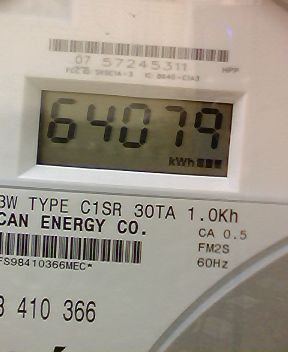 07 57245311
HPP
64079
kWh
3W TYPE C1SR 30TA 1.0Kh
CAN ENERGY CO.
CA 0.5
FM2S
FS98410366MEC*
60Hz
3 410 366